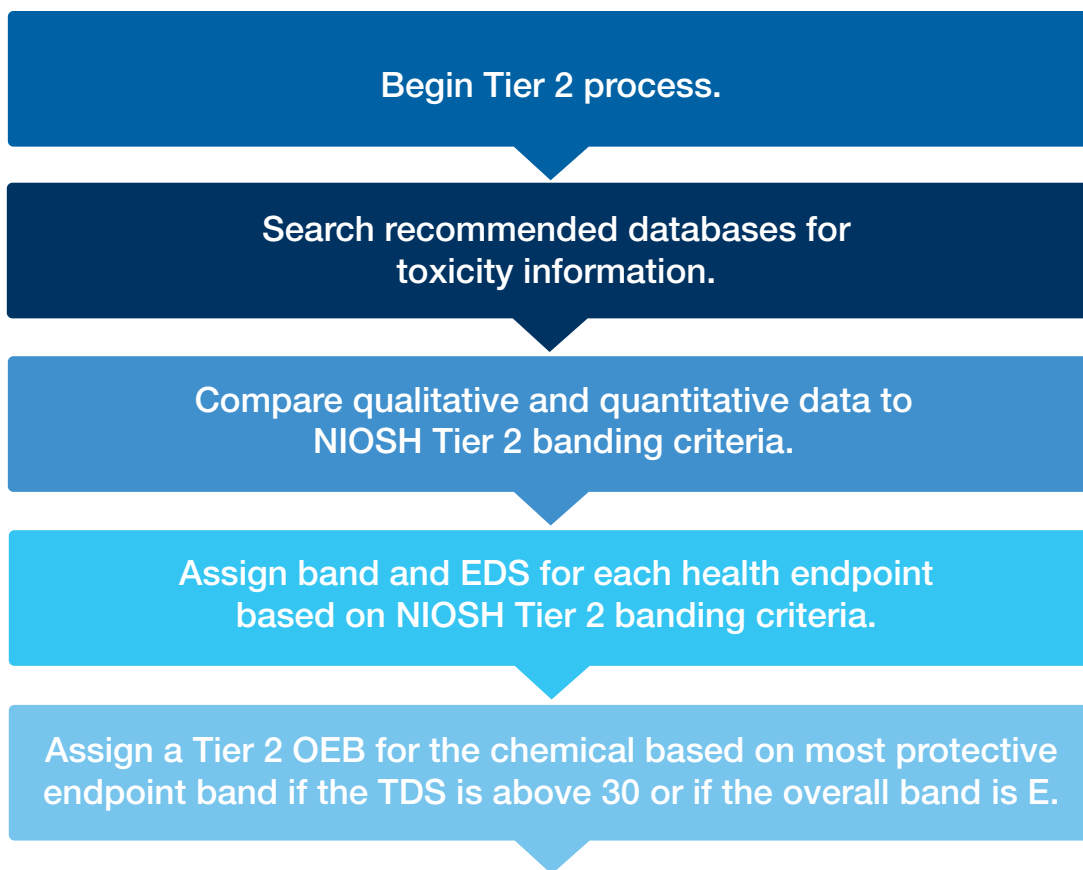 Begin Tier 2 process.
Search recommended databases for
toxicity information.
Compare qualitative and quantitative data to
NIOSH Tier 2 banding criteria.
Assign band and EDS for each health endpoint
based on NIOSH Tier 2 banding criteria.
Assign a Tier 2 OEB for the chemical based on most protective
endpoint band if the TDS is above 30 or if the overall band is E.